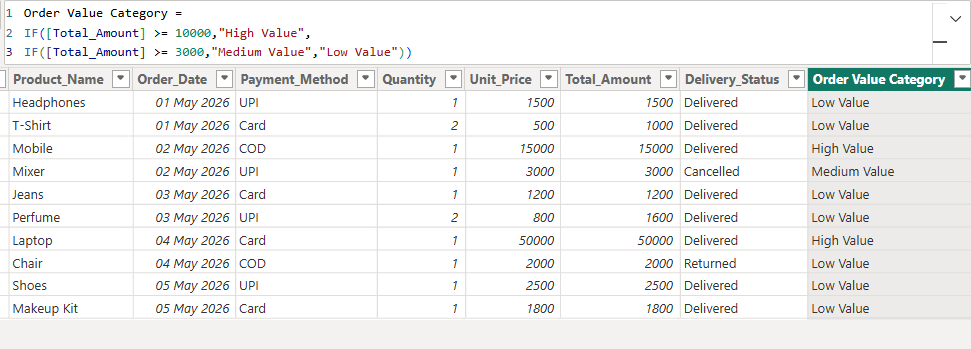 1 Order Value Category =
2 IF([Total_Amount] >= 10000,"High Value",
3 IF([Total_Amount] >= 3000,"Medium Value","Low Value"))
Product_Name Order_Date Payment_Method Quantity Unit_Price Total_Amount Delivery_Status Order Value Category
Headphones 01 May 2026 UPI 1 1500 1500 Delivered Low Value
T-Shirt 01 May 2026 Card 2 500 1000 Delivered Low Value
Mobile 02 May 2026 COD 1 15000 15000 Delivered High Value
Mixer 02 May 2026 UPI 1 3000 3000 Cancelled Medium Value
Jeans 03 May 2026 Card 1 1200 1200 Delivered Low Value
Perfume 03 May 2026 UPI 2 800 1600 Delivered Low Value
Laptop 04 May 2026 Card 1 50000 50000 Delivered High Value
Chair 04 May 2026 COD 1 2000 2000 Returned Low Value
Shoes 05 May 2026 UPI 1 2500 2500 Delivered Low Value
Makeup Kit 05 May 2026 Card 1 1800 1800 Delivered Low Value